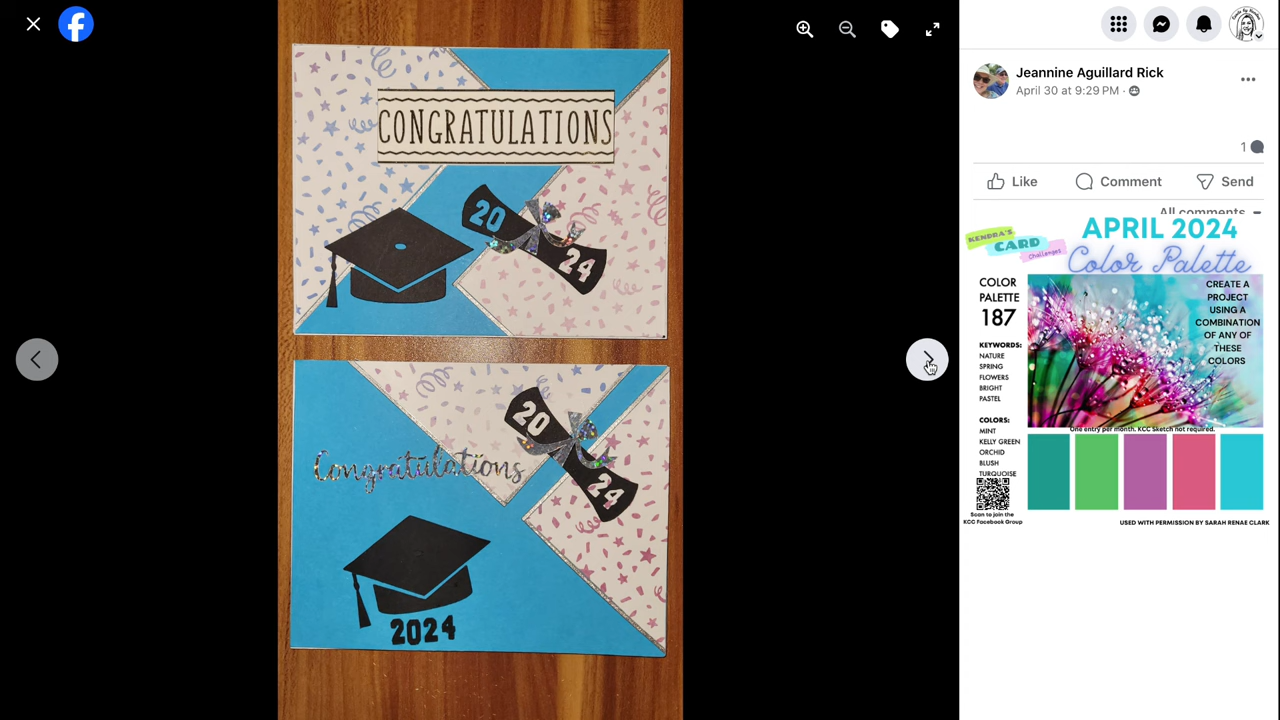 CONGRATULATIONS
20
24
20
24
Congratulations
2024
Jeannine Aguillard Rick
April 30 at 9:29 PM ·
1
Like
Comment
Send
All comments
KENDRA'S
CARD
Challenges
APRIL 2024
Color Palette
COLOR
PALETTE
187
KEYWORDS:
NATURE
SPRING
FLOWERS
BRIGHT
PASTEL
COLORS:
MINT
KELLY GREEN
ORCHID
BLUSH
TURQUOISE
Scan to join the
KCC Facebook Group
CREATE A
PROJECT
USING A
COMBINATION
OF ANY OF
THESE
COLORS
One entry per month. KCC Sketch not required.
USED WITH PERMISSION BY SARAH RENAE CLARK